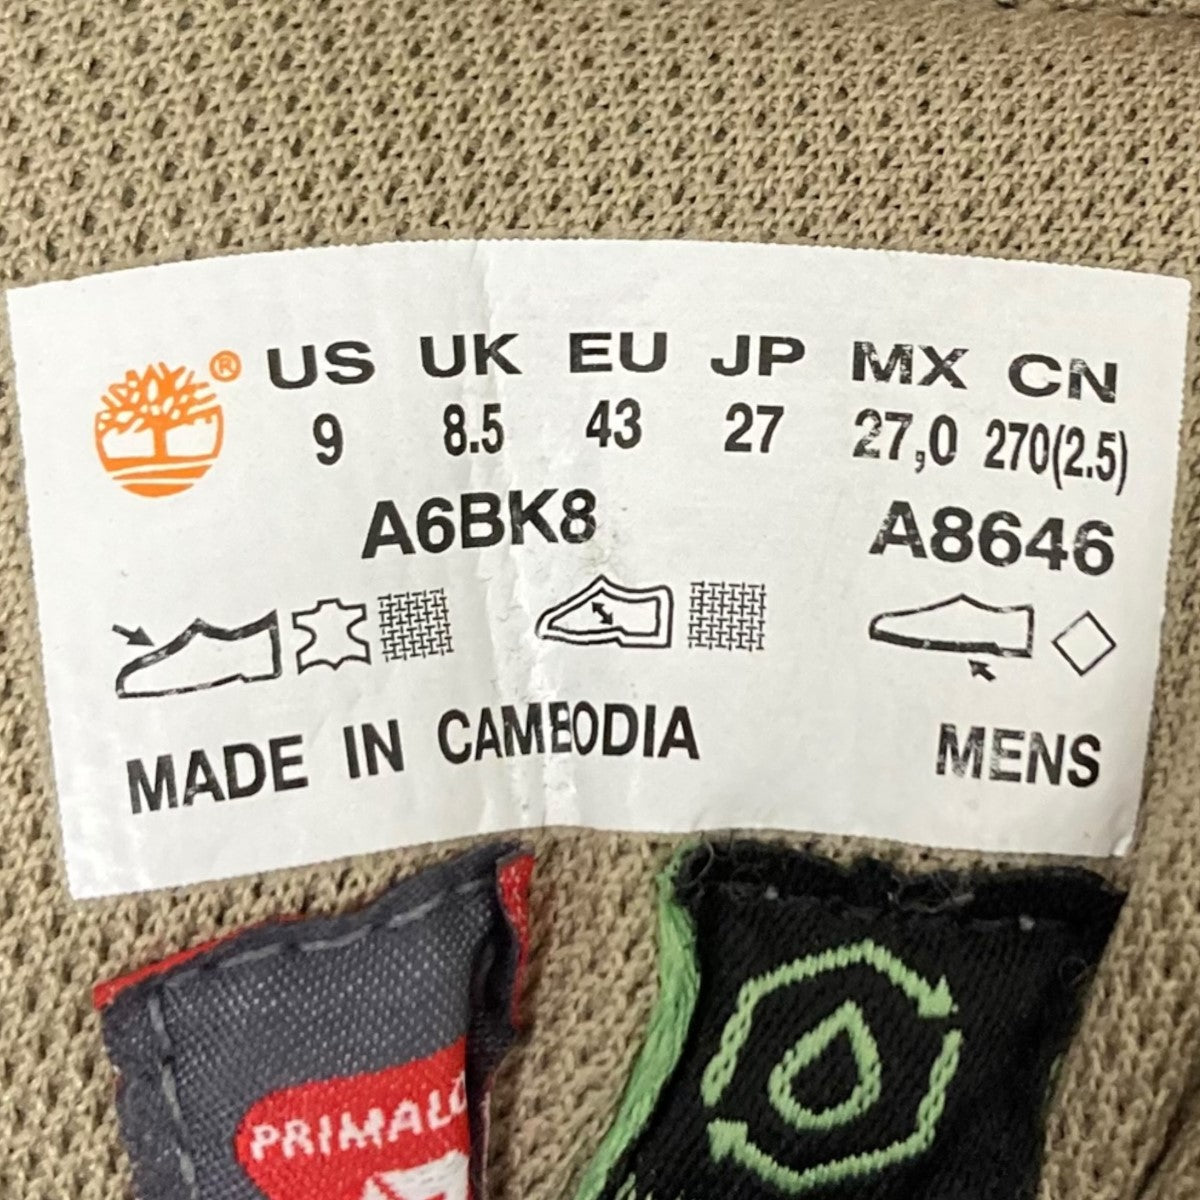 ® US UK EU JP MX CN
9 8.5 43 27 27,0 270(2.5)
A6BK8 A8646
MADE IN CAMBODIA MENS